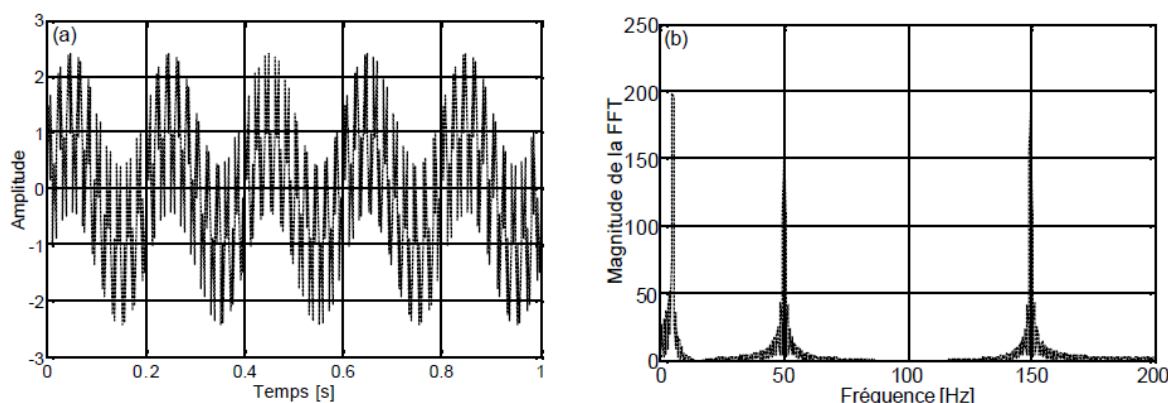 (a)
3
2
1
0
-1
-2
-3
Amplitude
0 0.2 0.4 0.6 0.8 1
Temps [s]
(b)
250
200
150
100
50
0
Magnitude de la FFT
0 50 100 150 200
Fréquence [Hz]